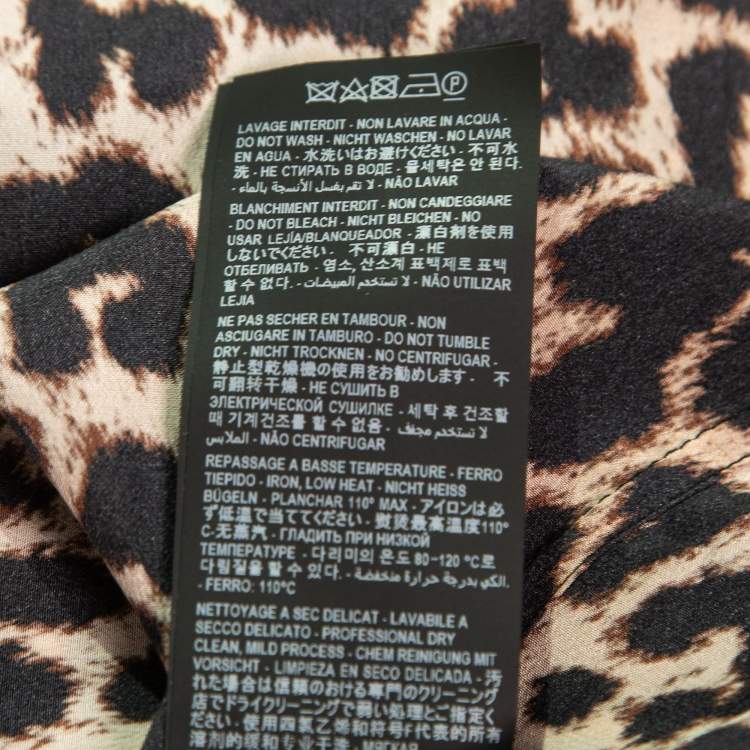 P
LAVAGE INTERDIT - NON LAVARE IN ACQUA -
DO NOT WASH - NICHT WASCHEN - NO LAVAR
EN AGUA - 水洗いはお避けください - 不可水
洗 - НЕ СТИРАТЬ В ВОДЕ - 물세탁은 안 된다.
- لا تقم بغسل الأنسجة بالماء - NÃO LAVAR
BLANCHIMENT INTERDIT - NON CANDEGGIARE
- DO NOT BLEACH - NICHT BLEICHEN - NO
USAR LEJÍA/BLANQUEADOR - 漂白剤を使用
しないでください. - 不可漂白 - НЕ
ОТБЕЛИВАТЬ - 염소, 산소계 표백제로 표백
할 수 없다. - لا تستخدم المبيضات - NÃO UTILIZAR
LEJIA
NE PAS SECHER EN TAMBOUR - NON
ASCIUGARE IN TAMBURO - DO NOT TUMBLE
DRY - NICHT TROCKNEN - NO CENTRIFUGAR -
静止型乾燥機の使用をお勧めします - 不
可翻转干燥 - НЕ СУШИТЬ В
ЭЛЕКТРИЧЕСКОЙ СУШИЛКЕ - 세탁 후 건조할
때 기계건조를 할 수 없음 - لا تستخدم مجفف
الملابس - NÃO CENTRIFUGAR
REPASSAGE A BASSE TEMPERATURE - FERRO
TIEPIDO - IRON, LOW HEAT - NICHT HEISS
BÜGELN - PLANCHAR 110° MAX - アイロンは必
ず低温で当ててください. 熨烫最高温度110°
C-无蒸汽 - ГЛАДИТЬ ПРИ НИЗКОЙ
ТЕМПЕРАТУРЕ - 다리미의 온도 80~120 °C로
다림질을 할 수 있다. - الكي بدرجة حرارة منخفضة.
- FERRO: 110°C
NETTOYAGE A SEC DELICAT - LAVABILE A
SECCO DELICATO - PROFESSIONAL DRY
CLEAN, MILD PROCESS - CHEM REINIGUNG MIT
VORSICHT - LIMPIEZA EN SECO DELICADA - 汚
れた場合は信頼のおける専門のクリーニング
店でドライクリーニングで弱い処理とご指定く
ださい - 使用四氯乙烯和符号F代表的所有
溶剂的缓和专业干洗 - МЯГКАЯ